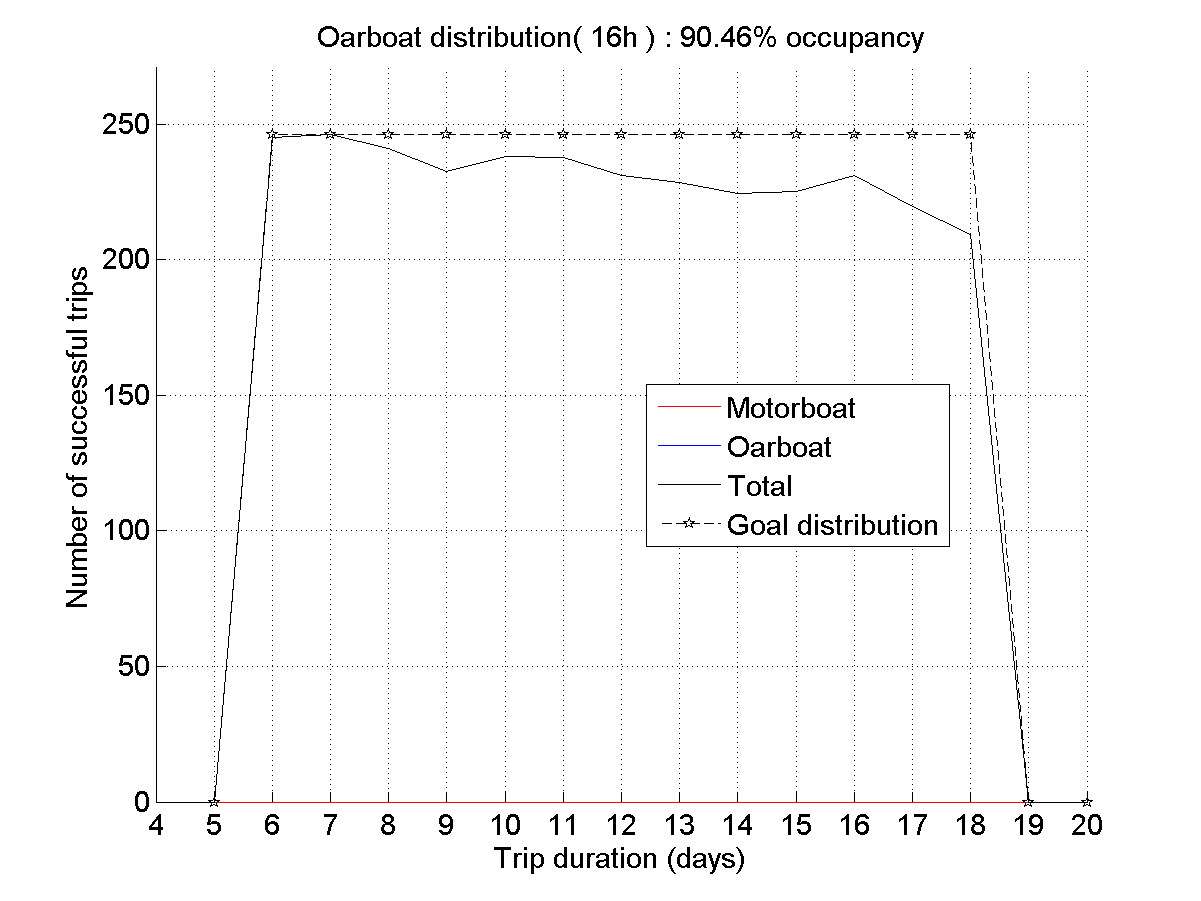 Oarboat distribution( 16h ) : 90.46% occupancy
Number of successful trips
250
200
150
100
50
0
Motorboat
Oarboat
Total
Goal distribution
4 5 6 7 8 9 10 11 12 13 14 15 16 17 18 19 20
Trip duration (days)